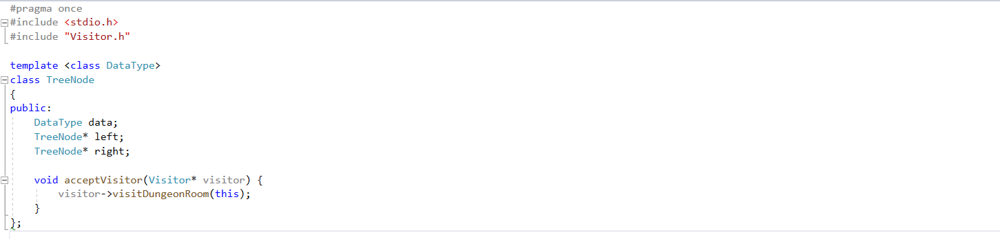 #pragma once
#include <stdio.h>
#include "Visitor.h"
template <class DataType>
class TreeNode
{
public:
DataType data;
TreeNode* left;
TreeNode* right;
void acceptVisitor(Visitor* visitor) {
visitor->visitDungeonRoom(this);
}
};